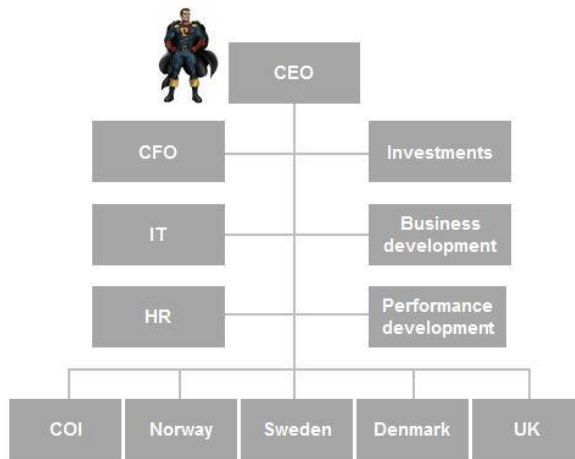 CEO
CFO
Investments
IT
Business
development
HR
Performance
development
COI
Norway
Sweden
Denmark
UK